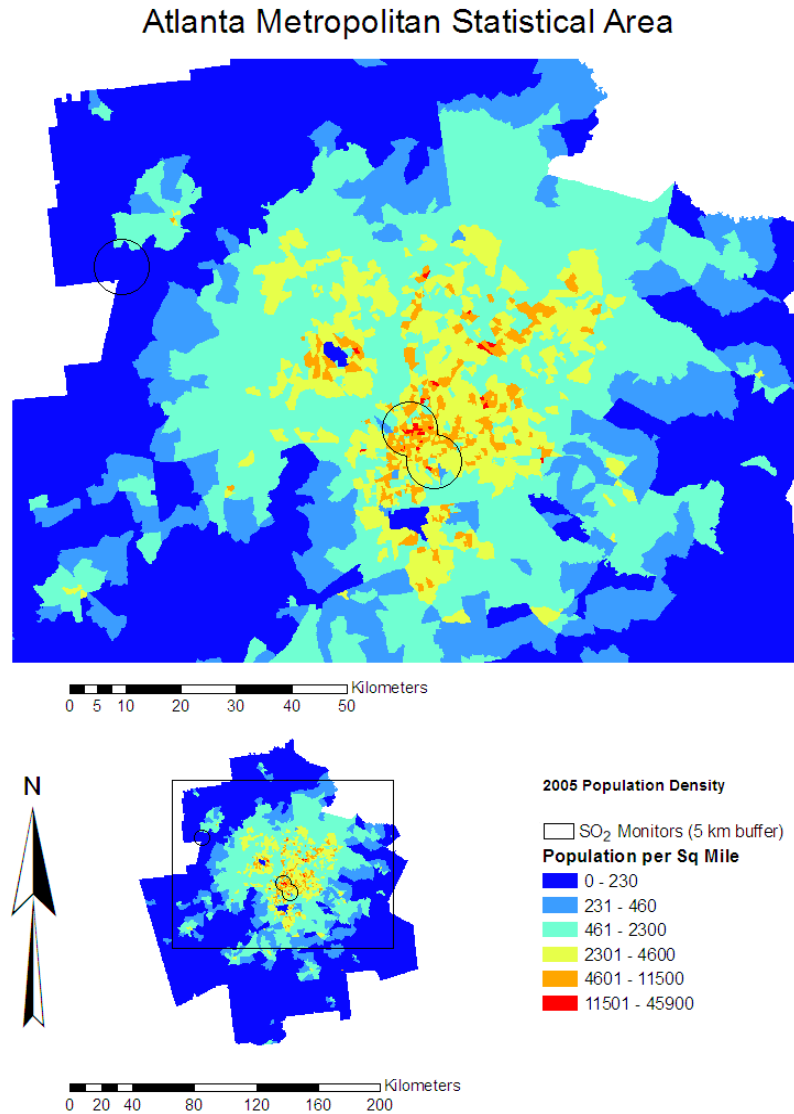 Atlanta Metropolitan Statistical Area
Kilometers
0 5 10 20 30 40 50
N
2005 Population Density
SO2 Monitors (5 km buffer)
Population per Sq Mile
0 - 230
231 - 460
461 - 2300
2301 - 4600
4601 - 11500
11501 - 45900
Kilometers
0 20 40 80 120 160 200